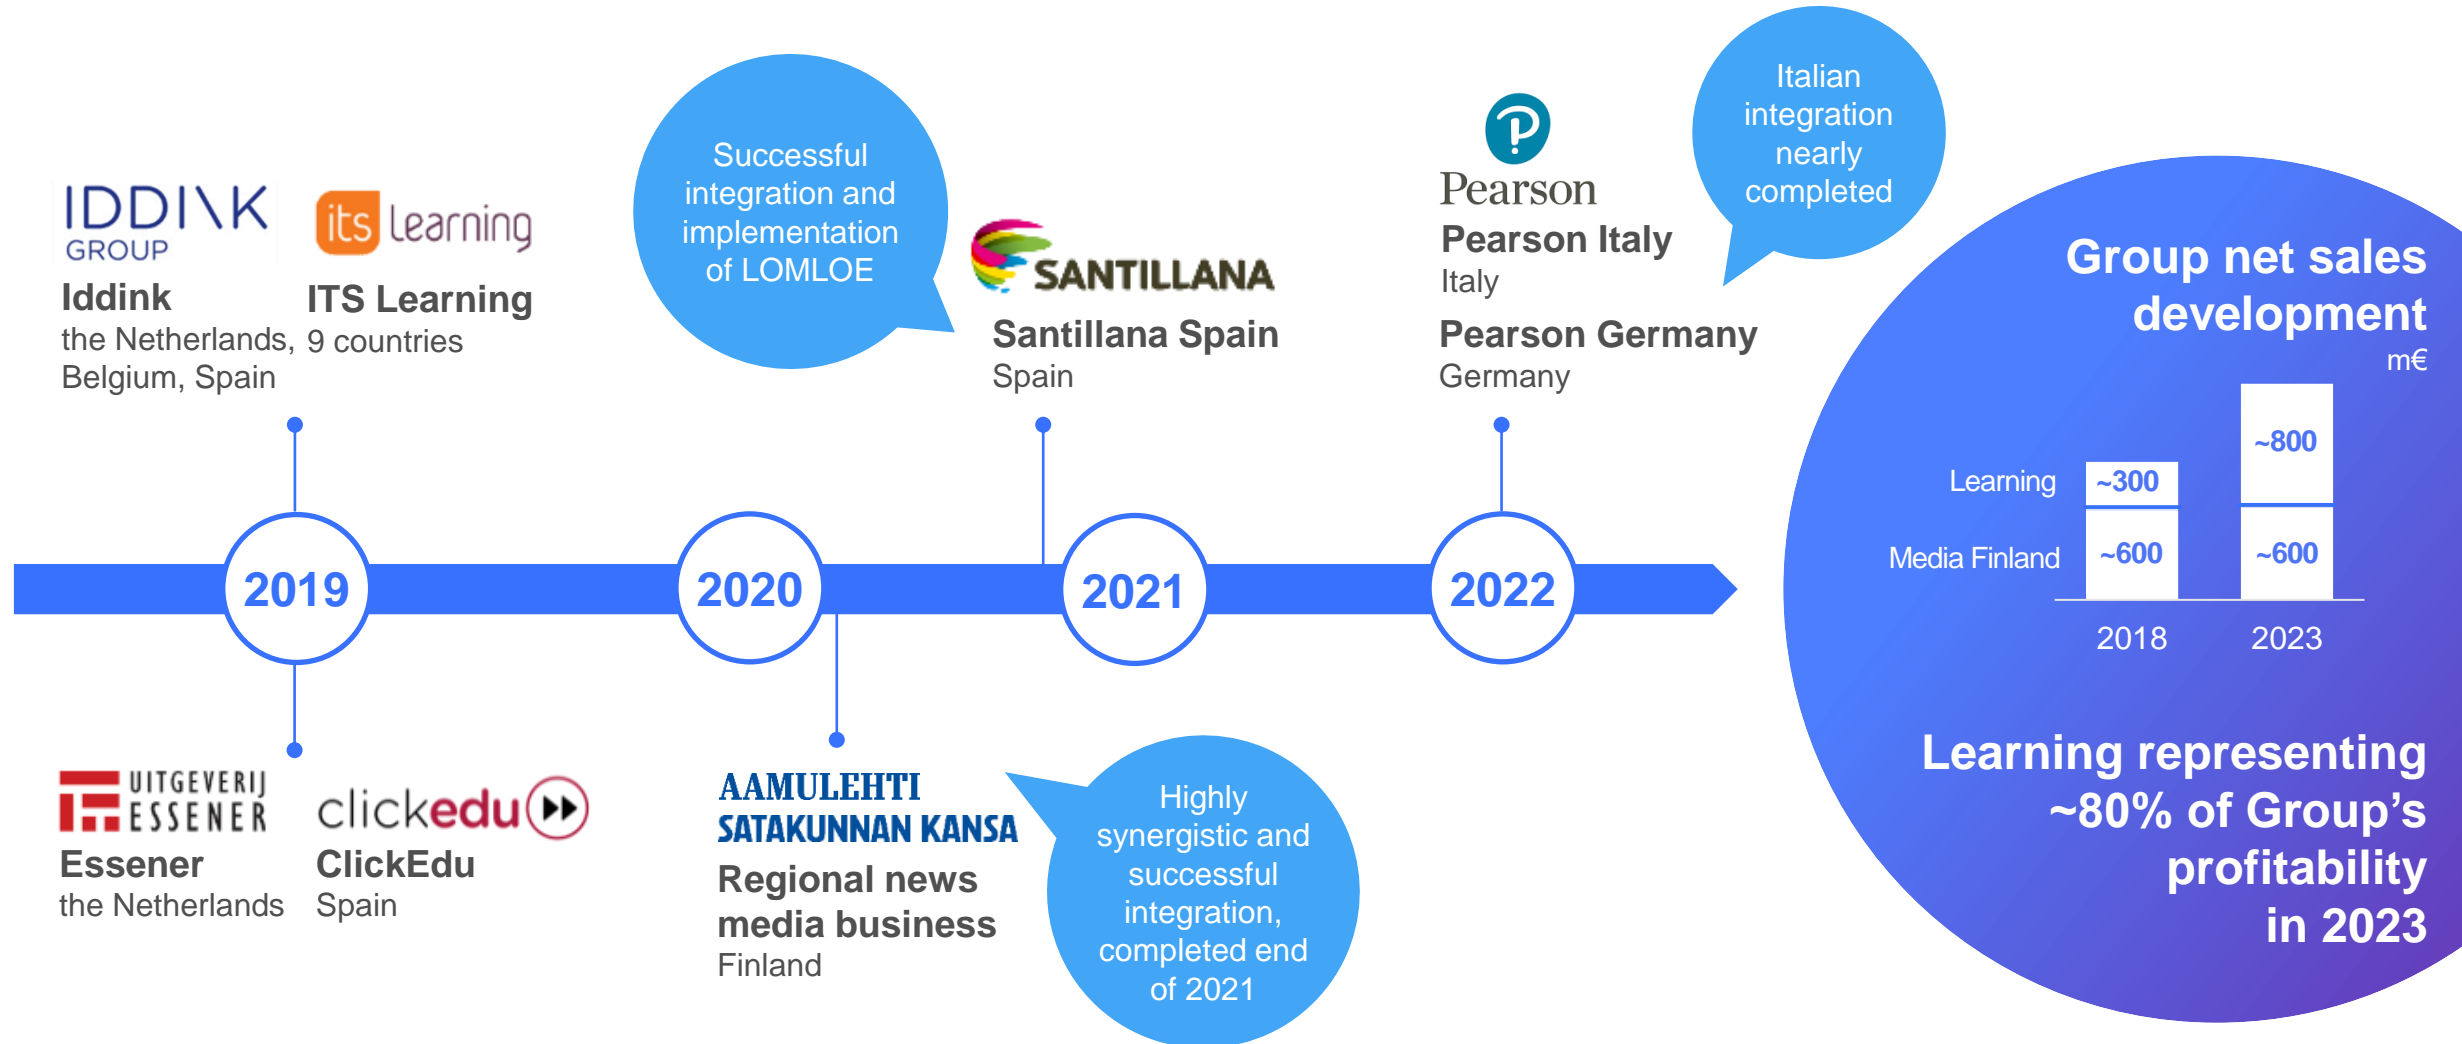 IDDINK
GROUP
Iddink
the Netherlands,
Belgium, Spain
its Learning
ITS Learning
9 countries
Successful
integration and
implementation
of LOMLOE
SANTILLANA
Santillana Spain
Spain
Pearson
Pearson Italy
Italy
Pearson Germany
Germany
Italian
integration
nearly
completed
2019
2020
2021
2022
UITGEVERIJ
ESSENER
Essener
the Netherlands
clickedu
ClickEdu
Spain
AAMULEHTI
SATAKUNNAN KANSA
Regional news
media business
Finland
Highly
synergistic and
successful
integration,
completed end
of 2021
Group net sales
development
m€
~800
Learning ~300
Media Finland ~600 ~600
2018 2023
Learning representing
~80% of Group’s
profitability
in 2023